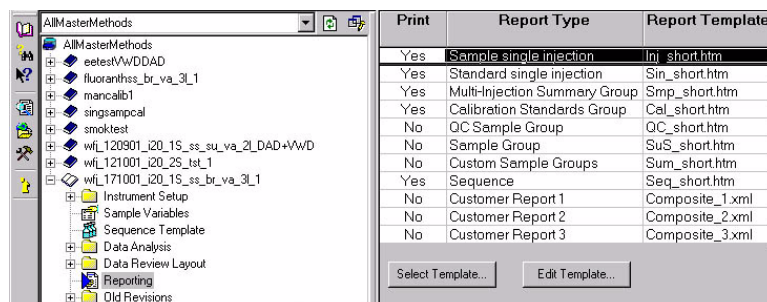 AllMasterMethods
AllMasterMethods
eetestVWDDAD
fluoranthss_br_va_3l_1
mancalib1
singsampcal
smoktest
wfj_120901_i20_1S_ss_su_va_2l_DAD+VWD
wfj_121001_i20_2S_tst_1
wfj_171001_i20_1S_ss_br_va_3l_1
Instrument Setup
Sample Variables
Sequence Template
Data Analysis
Data Review Layout
Reporting
Old Revisions
Print Report Type Report Template
Yes Sample single injection Inj_short.htm
Yes Standard single injection Sin_short.htm
Yes Multi-Injection Summary Group Smp_short.htm
Yes Calibration Standards Group Cal_short.htm
No QC Sample Group QC_short.htm
No Sample Group SuS_short.htm
No Custom Sample Groups Sum_short.htm
Yes Sequence Seq_short.htm
No Customer Report 1 Composite_1.xml
No Customer Report 2 Composite_2.xml
No Customer Report 3 Composite_3.xml
Select Template... Edit Template...